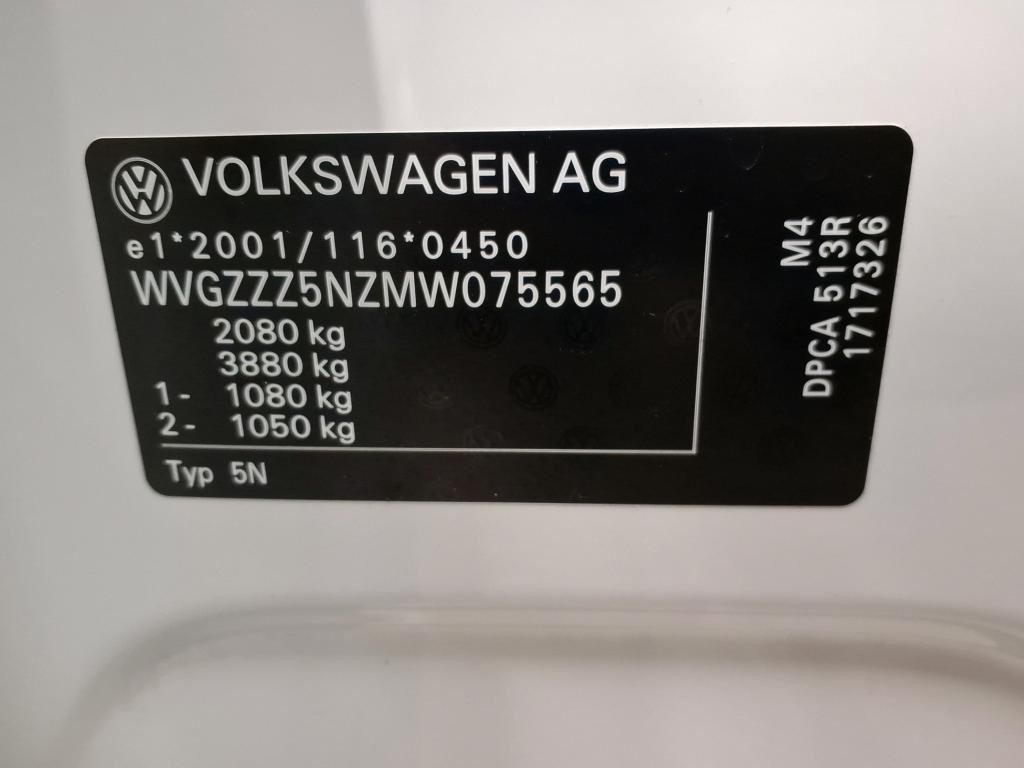 VOLKSWAGEN AG
e1*2001/116*0450
WVGZZZ5NZMW075565
2080 kg
3880 kg
1- 1080 kg
2- 1050 kg
Typ 5N
M4
DPCA 513R
1717326